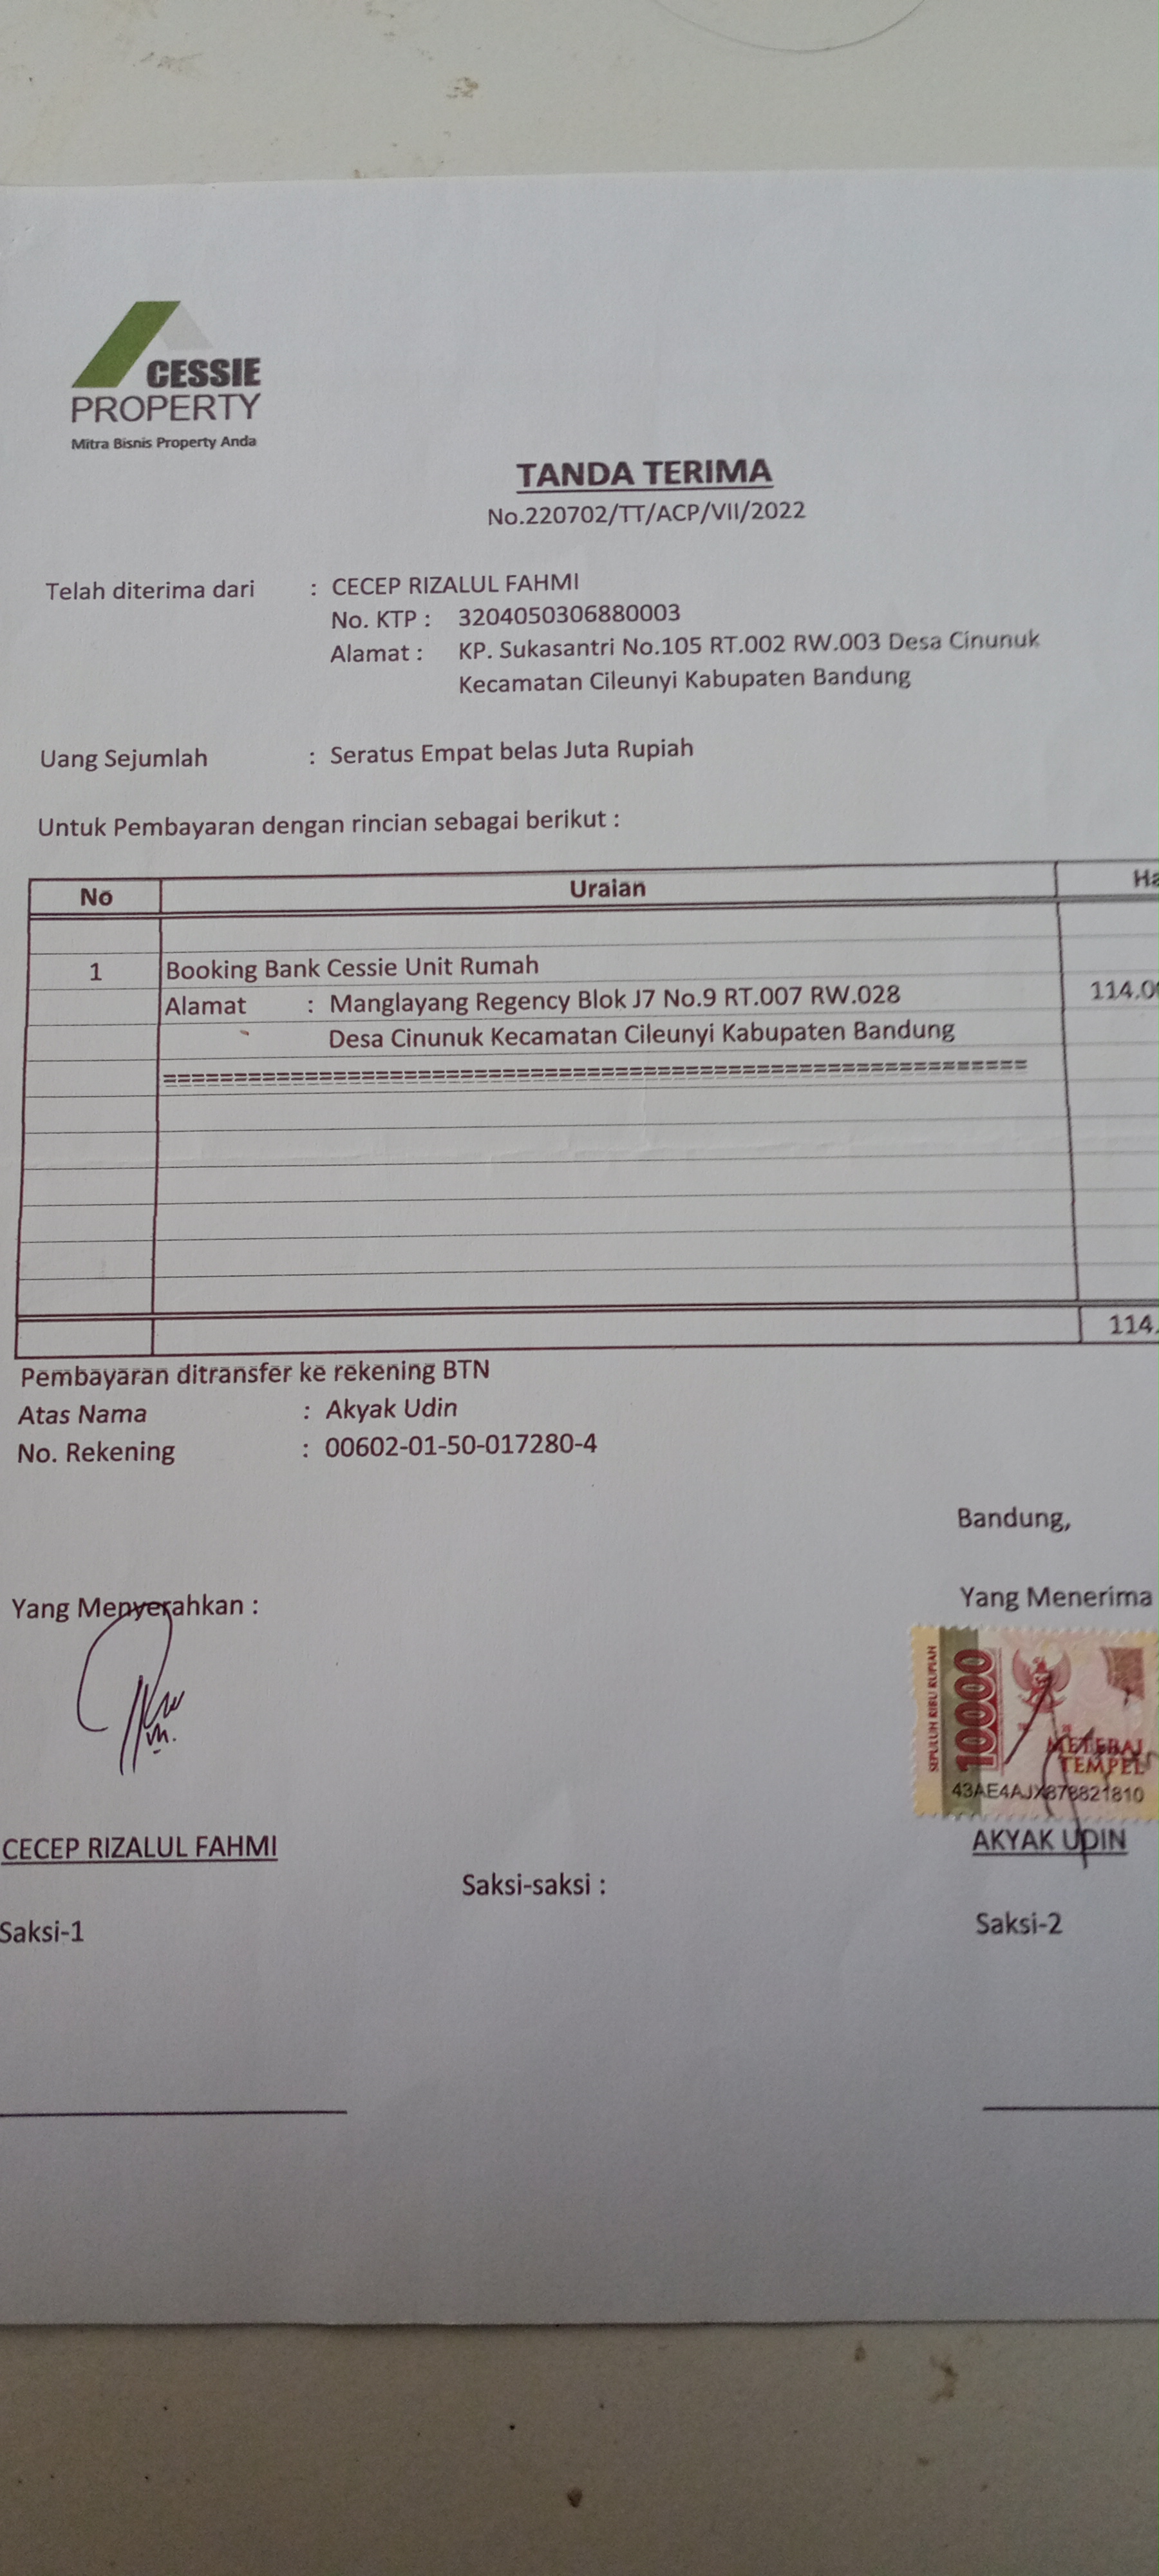 CESSIE
PROPERTY
Mitra Bisnis Property Anda
TANDA TERIMA
No.220702/TT/ACP/VII/2022
Telah diterima dari : CECEP RIZALUL FAHMI
No. KTP : 3204050306880003
Alamat : KP. Sukasantri No.105 RT.002 RW.003 Desa Cinunuk
Kecamatan Cileunyi Kabupaten Bandung
Uang Sejumlah : Seratus Empat belas Juta Rupiah
Untuk Pembayaran dengan rincian sebagai berikut :
No Uraian Ha
1 Booking Bank Cessie Unit Rumah
Alamat : Manglayang Regency Blok J7 No.9 RT.007 RW.028 114.0
Desa Cinunuk Kecamatan Cileunyi Kabupaten Bandung
114.
Pembayaran ditransfer ke rekening BTN
Atas Nama : Akyak Udin
No. Rekening : 00602-01-50-017280-4
Bandung,
Yang Menyerahkan : Yang Menerima
SEPULUH RIBU RUPIAH
10000
METERAI
TEMPEL
43AE4AJX878821810
CECEP RIZALUL FAHMI AKYAK UDIN
Saksi-saksi :
Saksi-1 Saksi-2